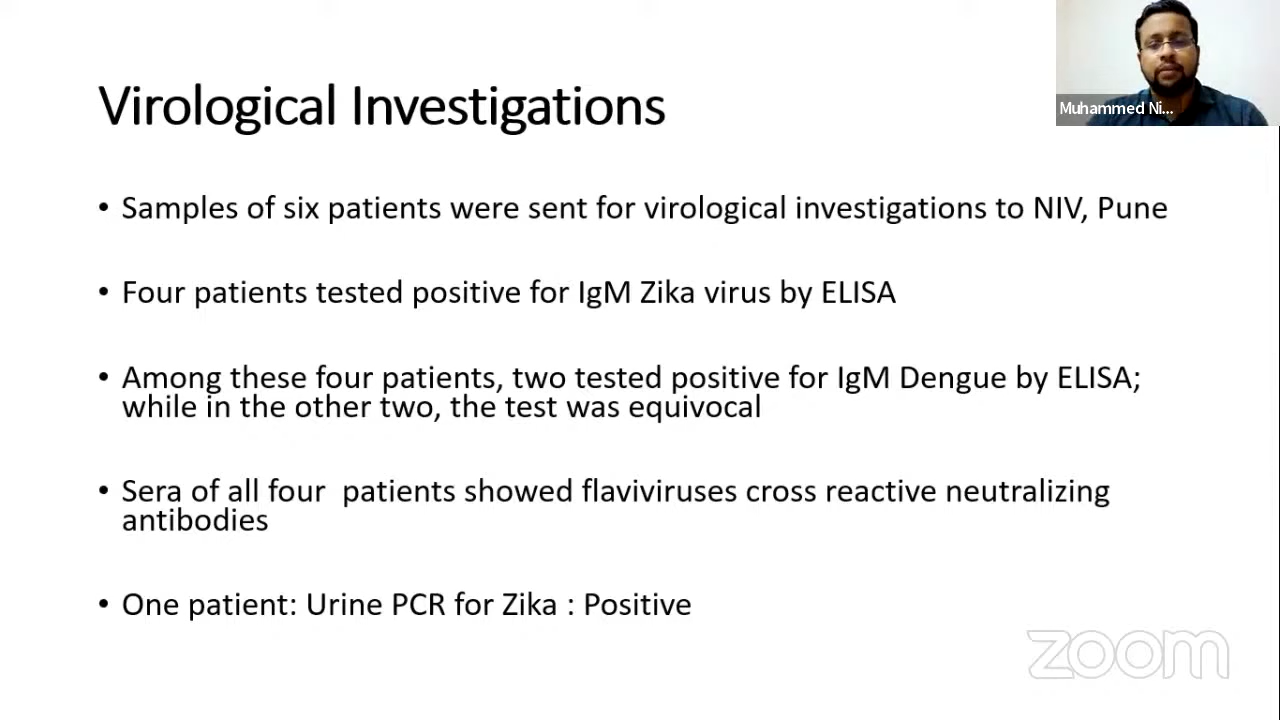 Muhammed Ni...
Virological Investigations
• Samples of six patients were sent for virological investigations to NIV, Pune
• Four patients tested positive for IgM Zika virus by ELISA
• Among these four patients, two tested positive for IgM Dengue by ELISA;
while in the other two, the test was equivocal
• Sera of all four  patients showed flaviviruses cross reactive neutralizing
antibodies
• One patient: Urine PCR for Zika : Positive
zoom